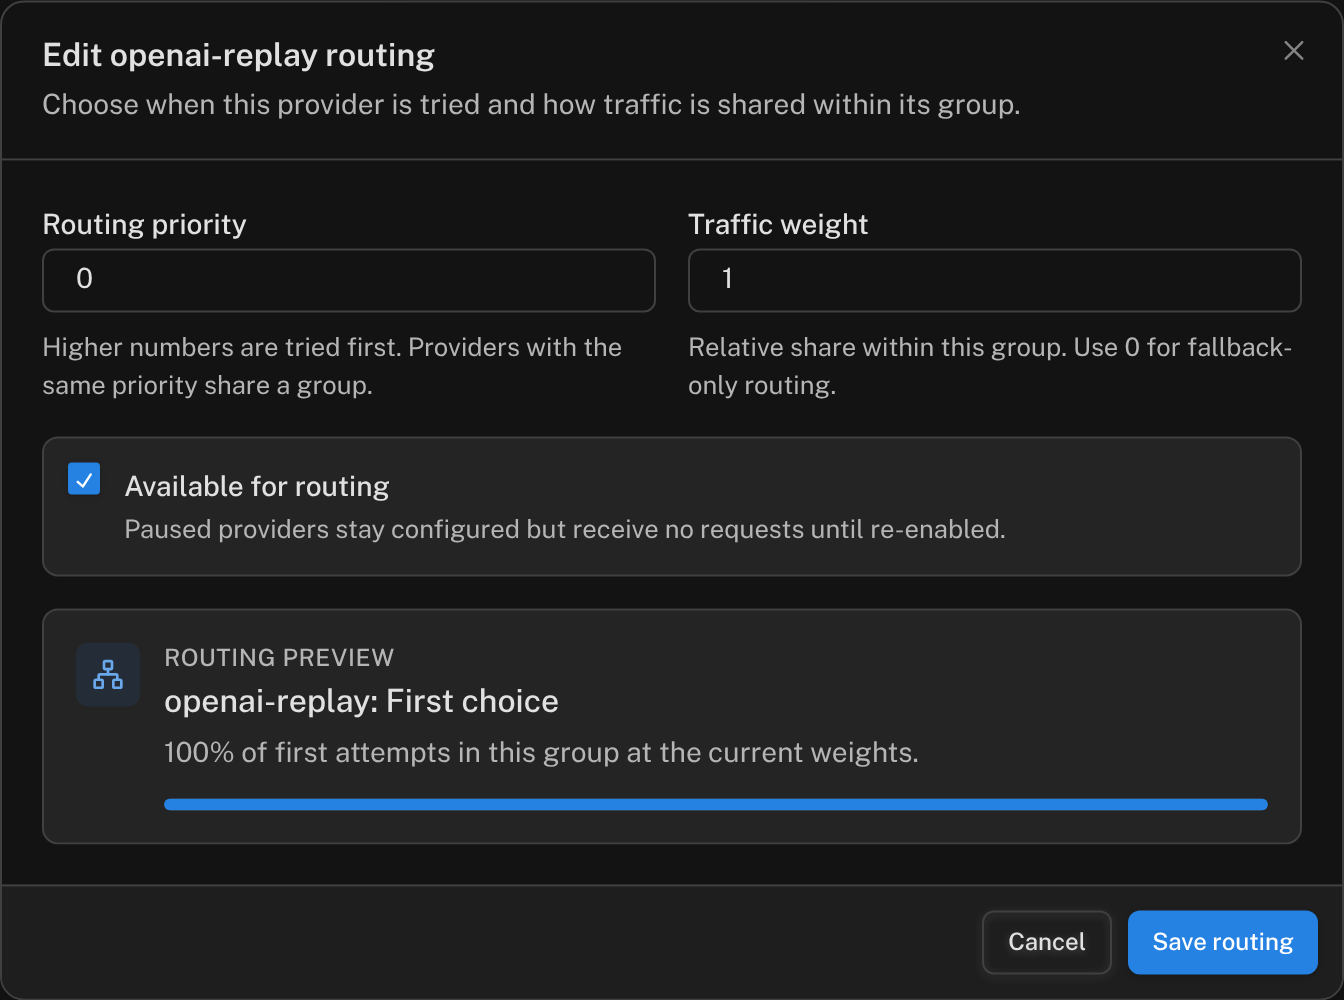 Edit openai-replay routing
Choose when this provider is tried and how traffic is shared within its group.
Routing priority
0
Higher numbers are tried first. Providers with the
same priority share a group.
Traffic weight
1
Relative share within this group. Use 0 for fallback-
only routing.
Available for routing
Paused providers stay configured but receive no requests until re-enabled.
ROUTING PREVIEW
openai-replay: First choice
100% of first attempts in this group at the current weights.
Cancel
Save routing